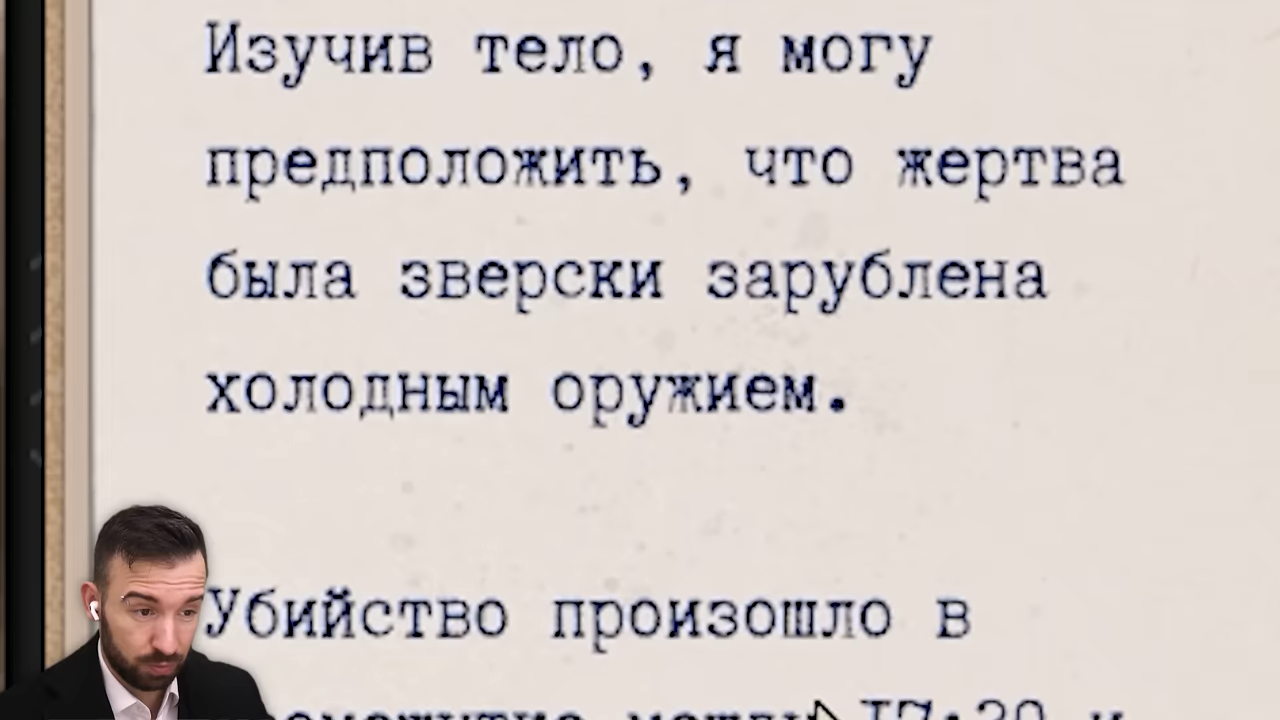 Изучив тело, я могу
предположить, что жертва
была зверски зарублена
холодным оружием.
Убийство произошло в